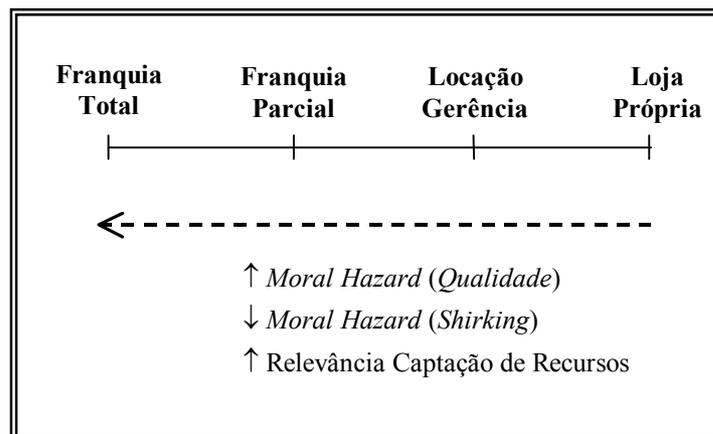 Franquia Total
Franquia Parcial
Locação Gerência
Loja Própria
↑ Moral Hazard (Qualidade)
↓ Moral Hazard (Shirking)
↑ Relevância Captação de Recursos